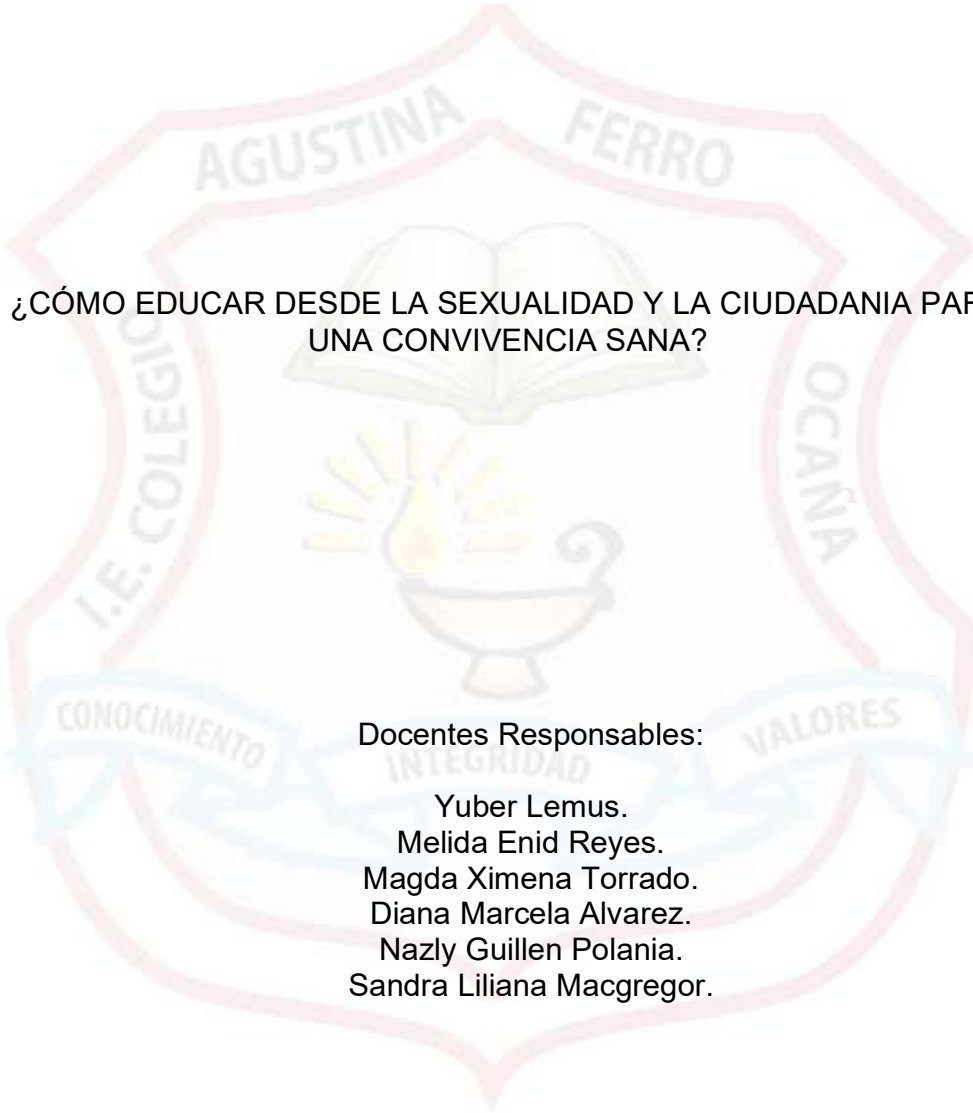 AGUSTINA FERRO
I.E. COLEGIO
OCAÑA
¿CÓMO EDUCAR DESDE LA SEXUALIDAD Y LA CIUDADANIA
UNA CONVIVENCIA SANA?
CONOCIMIENTO
INTEGRIDAD
VALORES
Docentes Responsables:
Yuber Lemus.
Melida Enid Reyes.
Magda Ximena Torrado.
Diana Marcela Alvarez.
Nazly Guillen Polania.
Sandra Liliana Macgregor.